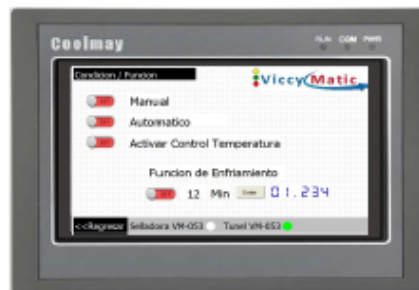 Coolmay
RUN COM PWR
Condicion / Funcion
ViccyMatic
Manual
Automatico
Activar Control Temperatura
Funcion de Enfriamiento
12 Min 01.234
<<Regresar Selladora VM-053 Tunel VM-653